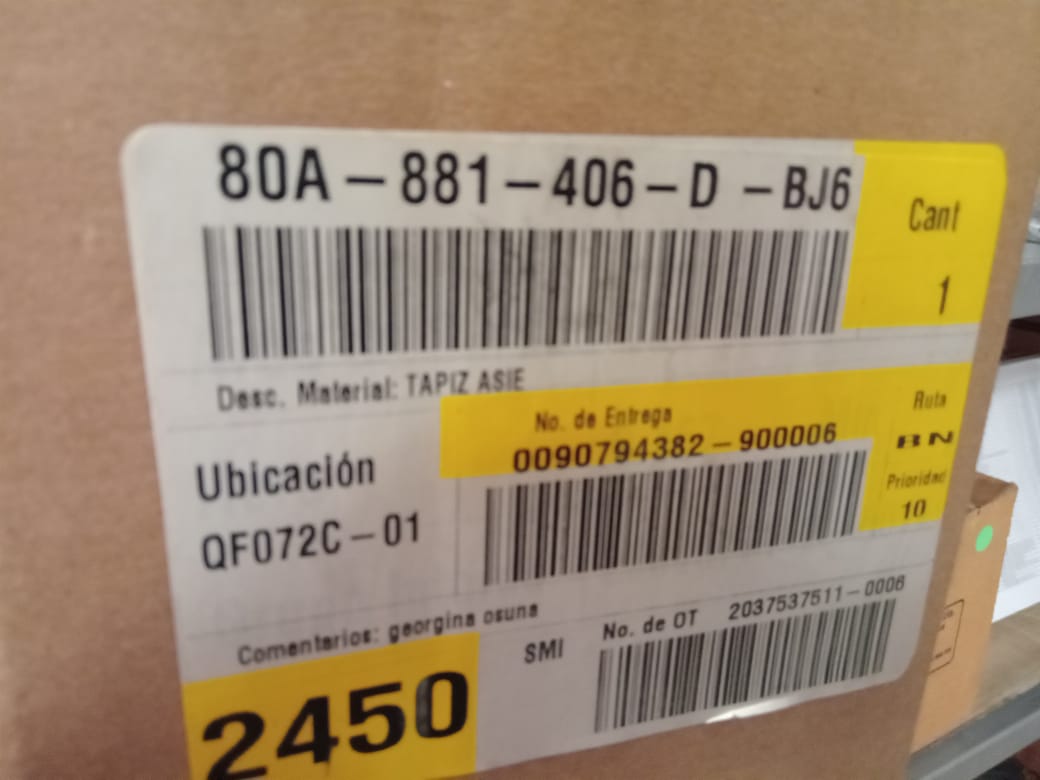 80A-881-406-D -BJ6
Cant
1
Desc. Material: TAPIZ ASIE
No. de Entrega
0090794382-900006
Ruta
BN
Prioridad
10
Ubicación
QF072C-01
Comentarios: georgina osuna
SMI
No. de OT
2037537511-0006
2450